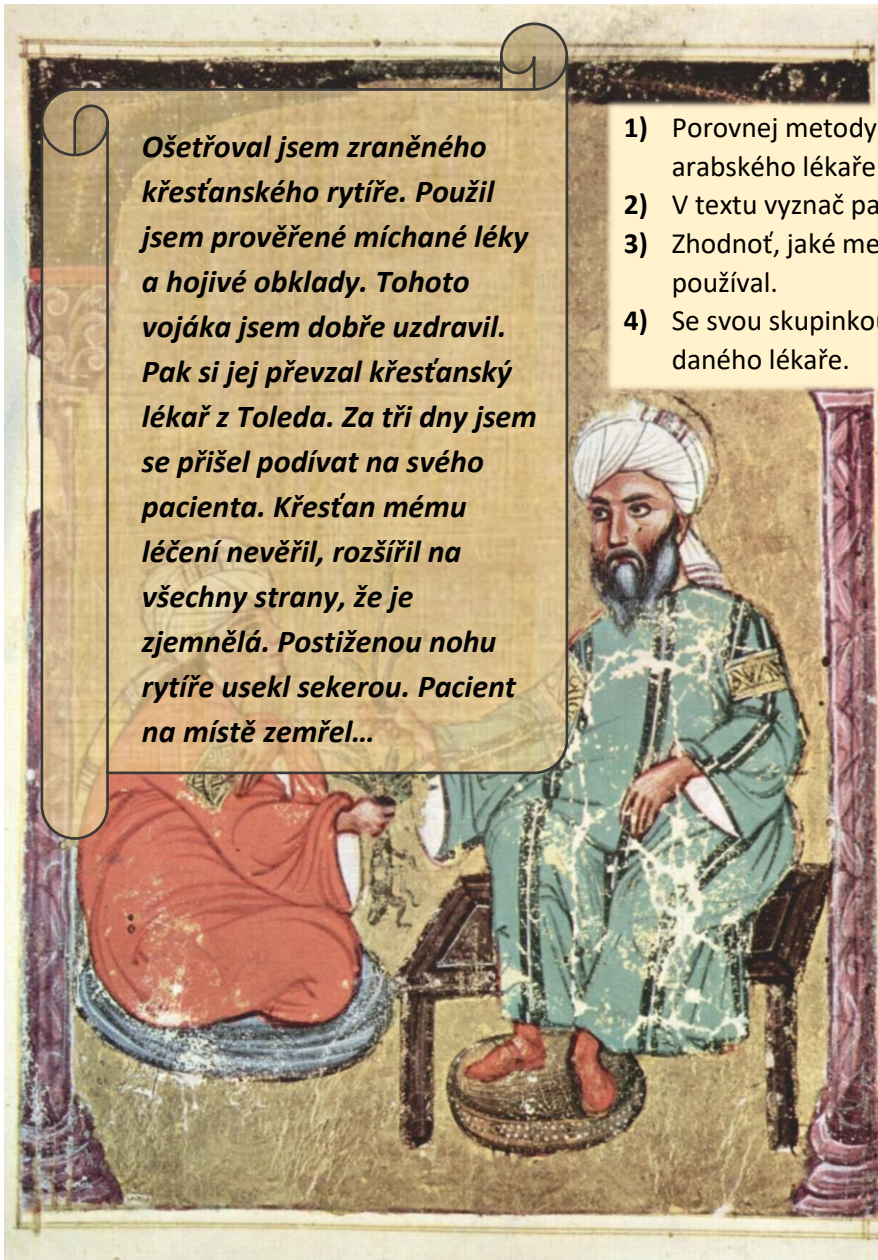 Ošetřoval jsem zraněného
křesťanského rytíře. Použil
jsem prověřené míchané léky
a hojivé obklady. Tohoto
vojáka jsem dobře uzdravil.
Pak si jej převzal křesťanský
lékař z Toleda. Za tři dny jsem
se přišel podívat na svého
pacienta. Křesťan mému
léčení nevěřil, rozšířil na
všechny strany, že je
zjemnělá. Postiženou nohu
rytíře usekl sekerou. Pacient
na místě zemřel…
1) Porovnej metody
arabského lékaře
2) V textu vyznač pa
3) Zhodnoť, jaké me
používal.
4) Se svou skupinkou
daného lékaře.